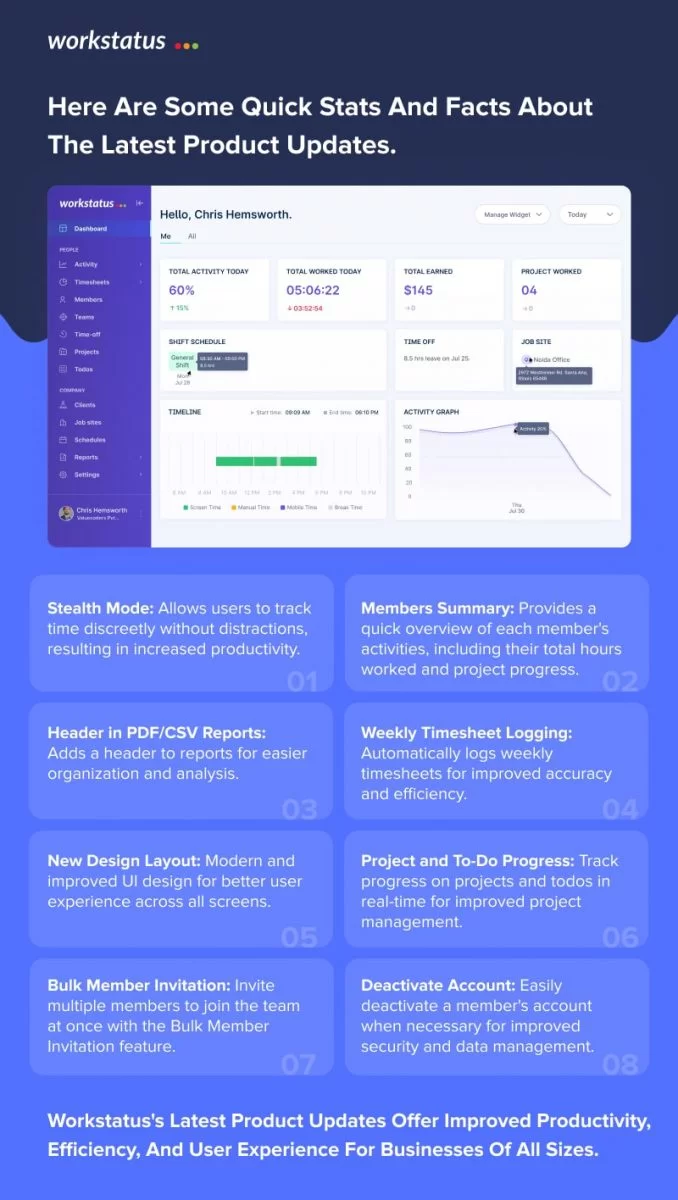 workstatus
Here Are Some Quick Stats And Facts About
The Latest Product Updates.
workstatus
Dashboard
PEOPLE
Activity
Timesheets
Members
Teams
Time-off
Projects
Todos
COMPANY
Clients
Job sites
Schedules
Reports
Settings
Chris Hemsworth
Hello, Chris Hemsworth.
Manage Widget
Today
Me All
TOTAL ACTIVITY TODAY
60%
↑ 15%
TOTAL WORKED TODAY
05:06:22
↓ 03:52:54
TOTAL EARNED
$145
→0
PROJECT WORKED
04
→0
SHIFT SCHEDULE
General
Shift
8.5 hrs
Mon
Jul 28
TIME OFF
8.5 hrs leave on Jul 25
JOB SITE
Noida Office
TIMELINE
Start time: 09:09 AM
End time: 06:10 PM
8 AM 4 AM 10 AM 12 PM 2 PM 4 PM 6 PM 8 PM 10 PM
Screen Time Manual Time Mobile Time Break Time
ACTIVITY GRAPH
100
80
60
40
20
0
Activity 20%
Thu
Jul 30
Stealth Mode: Allows users to track
time discreetly without distractions,
resulting in increased productivity.
01
Members Summary: Provides a
quick overview of each member's
activities, including their total hours
worked and project progress.
02
Header in PDF/CSV Reports:
Adds a header to reports for easier
organization and analysis.
03
Weekly Timesheet Logging:
Automatically logs weekly
timesheets for improved accuracy
and efficiency.
04
New Design Layout: Modern and
improved UI design for better user
experience across all screens.
05
Project and To-Do Progress: Track
progress on projects and todos in
real-time for improved project
management.
06
Bulk Member Invitation: Invite
multiple members to join the team
at once with the Bulk Member
Invitation feature.
07
Deactivate Account: Easily
deactivate a member's account
when necessary for improved
security and data management.
08
Workstatus's Latest Product Updates Offer Improved Productivity,
Efficiency, And User Experience For Businesses Of All Sizes.